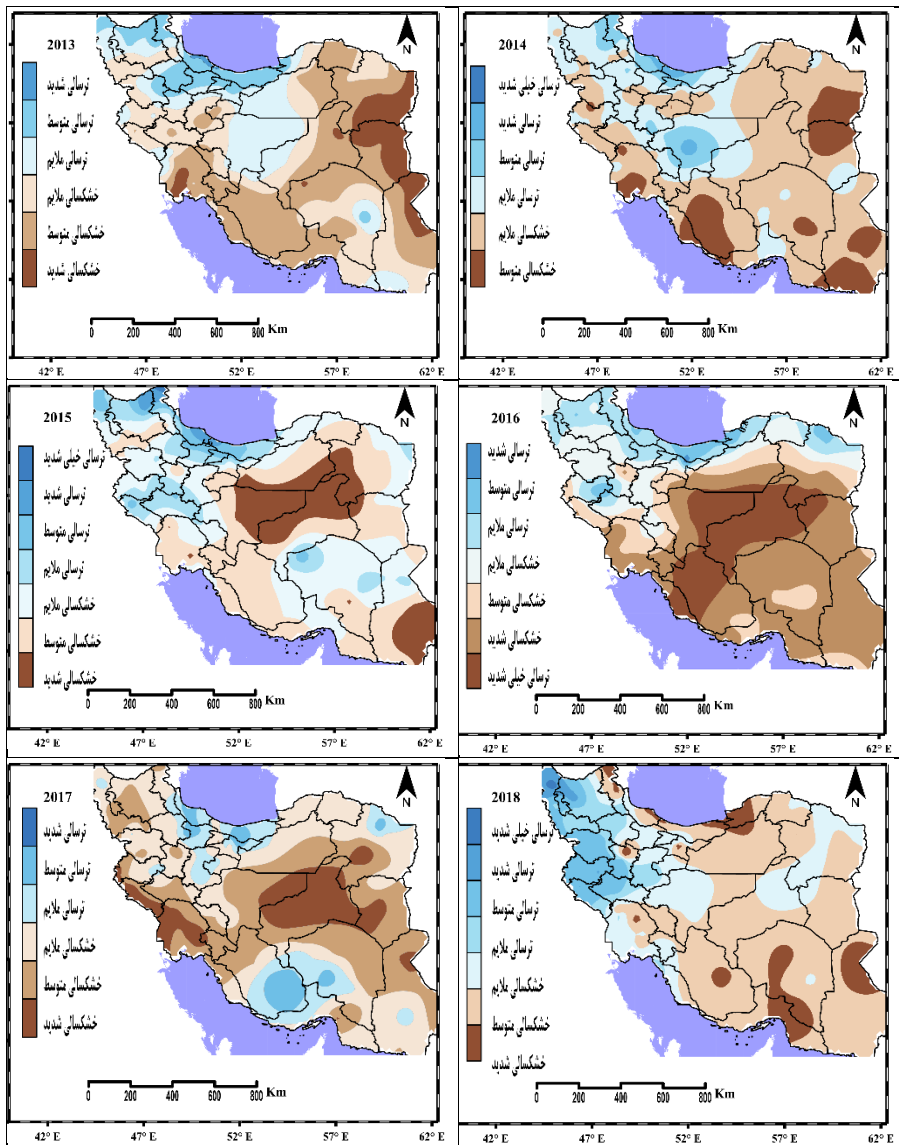 2013
N
ترسالی شدید
ترسالی متوسط
ترسالی ملایم
خشکسالی ملایم
خشکسالی متوسط
خشکسالی شدید
0 200 400 600 800 Km
42° E 47° E 52° E 57° E 62° E
2014
N
ترسالی خیلی شدید
ترسالی شدید
ترسالی متوسط
ترسالی ملایم
خشکسالی ملایم
خشکسالی متوسط
0 200 400 600 800 Km
42° E 47° E 52° E 57° E 62° E
2015
N
ترسالی خیلی شدید
ترسالی شدید
ترسالی متوسط
ترسالی ملایم
خشکسالی ملایم
خشکسالی متوسط
خشکسالی شدید
0 200 400 600 800 Km
42° E 47° E 52° E 57° E 62° E
2016
N
ترسالی شدید
ترسالی متوسط
ترسالی ملایم
خشکسالی ملایم
خشکسالی متوسط
خشکسالی شدید
ترسالی خیلی شدید
0 200 400 600 800 Km
42° E 47° E 52° E 57° E 62° E
2017
N
ترسالی شدید
ترسالی متوسط
ترسالی ملایم
خشکسالی ملایم
خشکسالی متوسط
خشکسالی شدید
0 200 400 600 800 Km
42° E 47° E 52° E 57° E 62° E
2018
N
ترسالی خیلی شدید
ترسالی شدید
ترسالی متوسط
ترسالی ملایم
خشکسالی ملایم
خشکسالی متوسط
خشکسالی شدید
0 200 400 600 800 Km
42° E 47° E 52° E 57° E 62° E